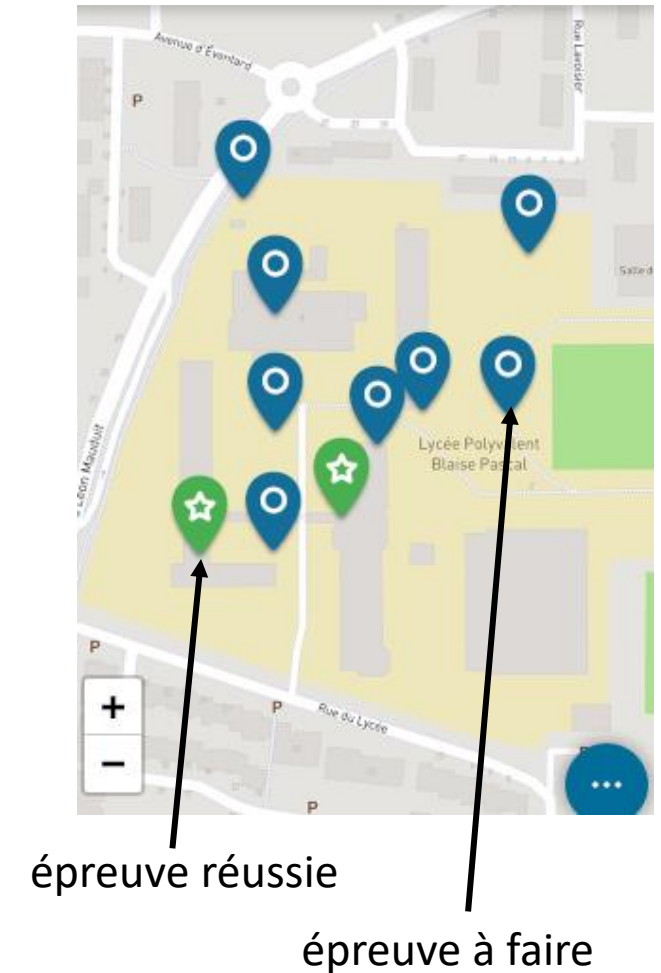 Avenue d'Éventard
Rue Lavoisier
P
Salle d
Léon Mauduit
Lycée Polyvalent
Blaise Pascal
P
+
P
Rue du Lycée
−
P
...
épreuve réussie
épreuve à faire